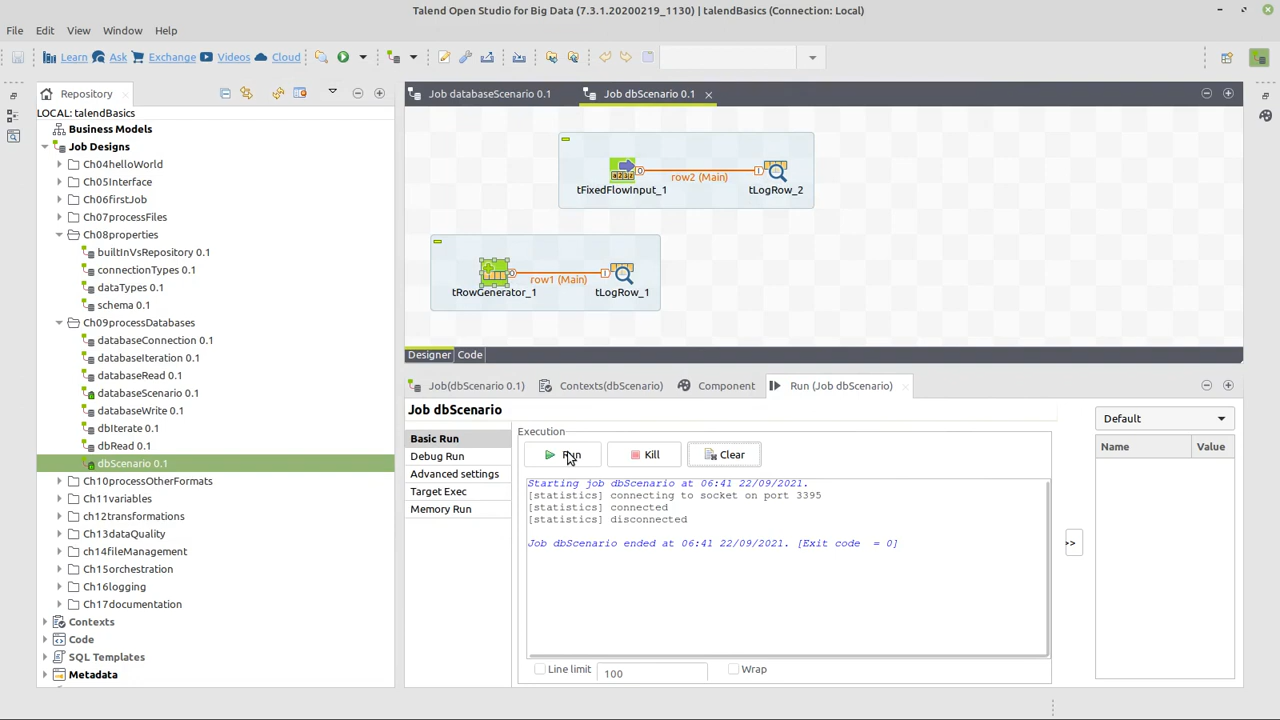 Talend Open Studio for Big Data (7.3.1.20200219_1130) | talendBasics (Connection: Local)
File Edit View Window Help
Learn Ask Exchange Videos Cloud
Repository
LOCAL: talendBasics
Business Models
Job Designs
Ch04helloWorld
Ch05Interface
Ch06firstJob
Ch07processFiles
Ch08properties
builtInVsRepository 0.1
connectionTypes 0.1
dataTypes 0.1
schema 0.1
Ch09processDatabases
databaseConnection 0.1
databaseIteration 0.1
databaseRead 0.1
databaseScenario 0.1
databaseWrite 0.1
dbIterate 0.1
dbRead 0.1
dbScenario 0.1
Ch10processOtherFormats
Ch11variables
ch12transformations
Ch13dataQuality
ch14fileManagement
Ch15orchestration
Ch16logging
Ch17documentation
Contexts
Code
SQL Templates
Metadata
Job databaseScenario 0.1 Job dbScenario 0.1
row2 (Main)
tFixedFlowInput_1 tLogRow_2
row1 (Main)
tRowGenerator_1 tLogRow_1
Designer Code
Job(dbScenario 0.1) Contexts(dbScenario) Component Run (Job dbScenario)
Job dbScenario
Basic Run
Debug Run
Advanced settings
Target Exec
Memory Run
Execution
Run Kill Clear
Starting job dbScenario at 06:41 22/09/2021.
[statistics] connecting to socket on port 3395
[statistics] connected
[statistics] disconnected
Job dbScenario ended at 06:41 22/09/2021. [Exit code = 0]
Line limit 100 Wrap
>>
Default
Name Value